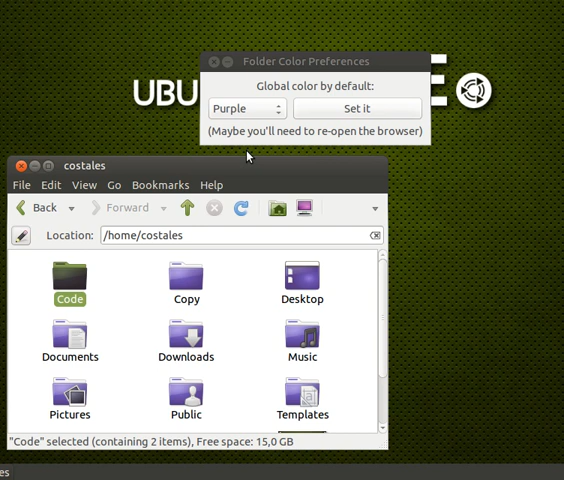 Folder Color Preferences
UBU
Global color by default:
Purple
Set it
(Maybe you'll need to re-open the browser)
costales
File Edit View Go Bookmarks Help
Back Forward
Location: /home/costales
Code Copy Desktop
Documents Downloads Music
Pictures Public Templates
"Code" selected (containing 2 items), Free space: 15,0 GB
es